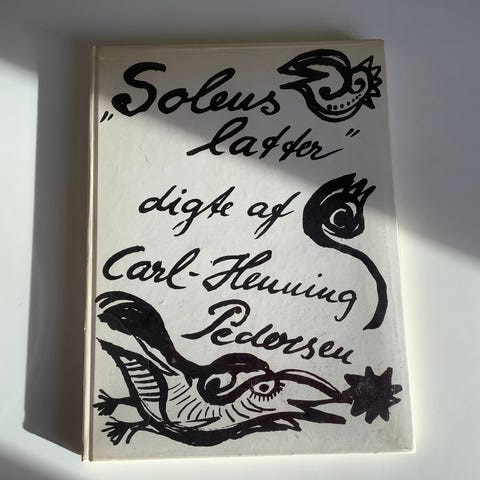 „Solens
latter"
digte af
Carl-Henning
Pedersen